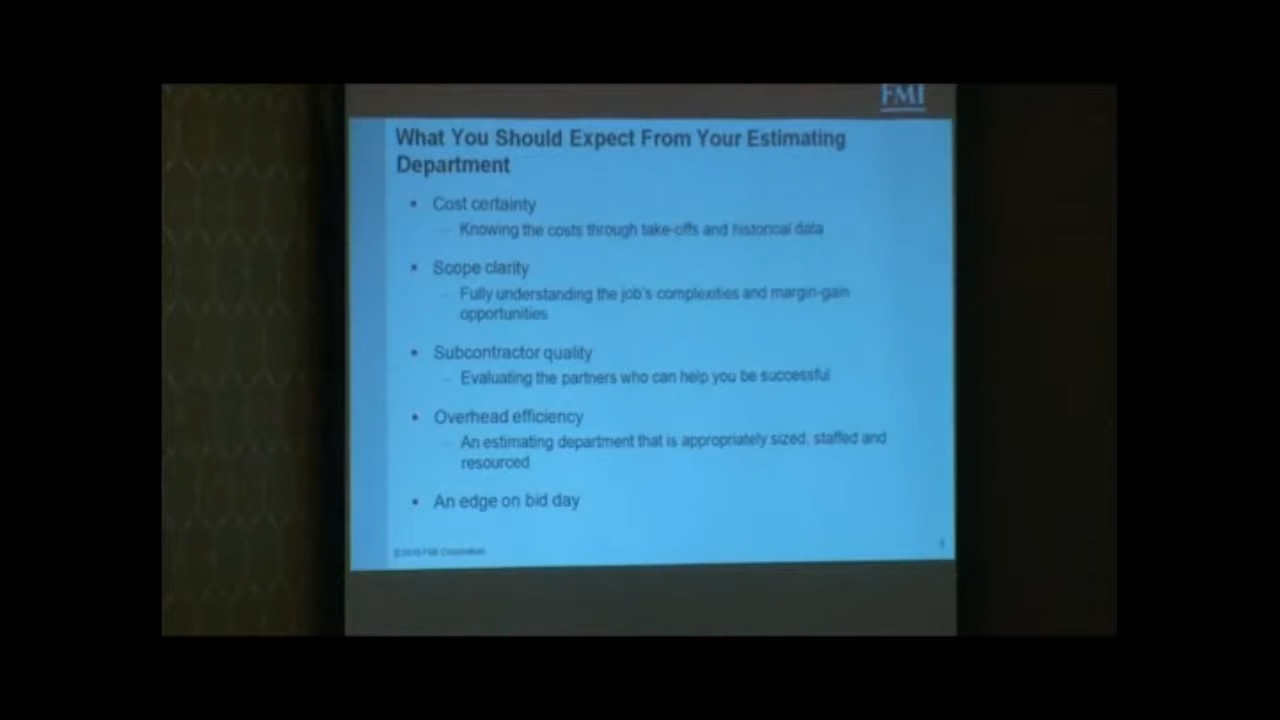 FMI
What You Should Expect From Your Estimating
Department
• Cost certainty
– Knowing the costs through take-offs and historical data
• Scope clarity
– Fully understanding the job's complexities and margin-gain
opportunities
• Subcontractor quality
– Evaluating the partners who can help you be successful
• Overhead efficiency
– An estimating department that is appropriately sized, staffed and
resourced
• An edge on bid day
FMI Corporation